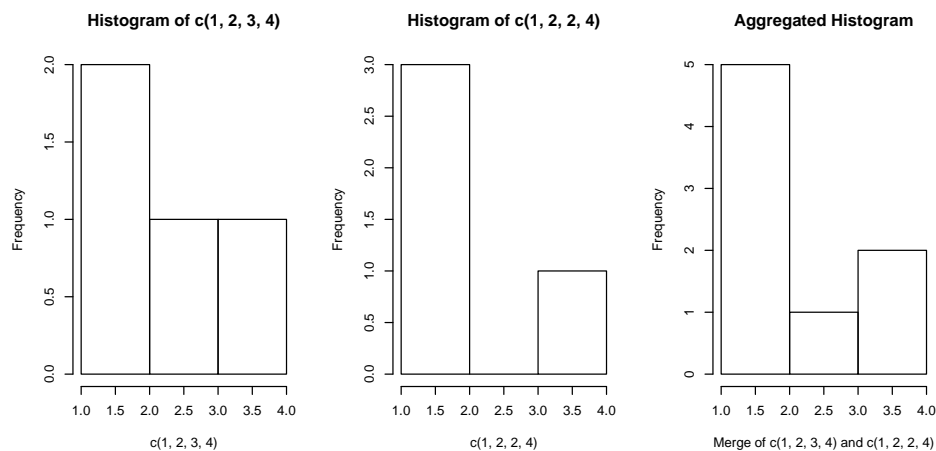 Histogram of c(1, 2, 3, 4)
Frequency
2.0
1.5
1.0
0.5
0.0
1.0 1.5 2.0 2.5 3.0 3.5 4.0
c(1, 2, 3, 4)
Histogram of c(1, 2, 2, 4)
Frequency
3.0
2.5
2.0
1.5
1.0
0.5
0.0
1.0 1.5 2.0 2.5 3.0 3.5 4.0
c(1, 2, 2, 4)
Aggregated Histogram
Frequency
5
4
3
2
1
0
1.0 1.5 2.0 2.5 3.0 3.5 4.0
Merge of c(1, 2, 3, 4) and c(1, 2, 2, 4)